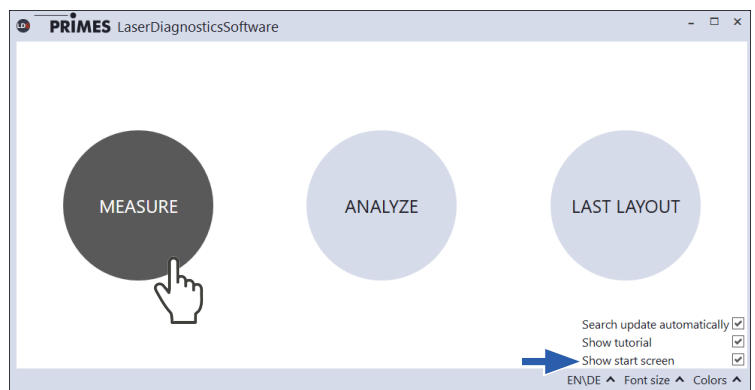 LD PRIMES LaserDiagnosticsSoftware
MEASURE
ANALYZE
LAST LAYOUT
Search update automatically
Show tutorial
Show start screen
EN\DE Font size Colors